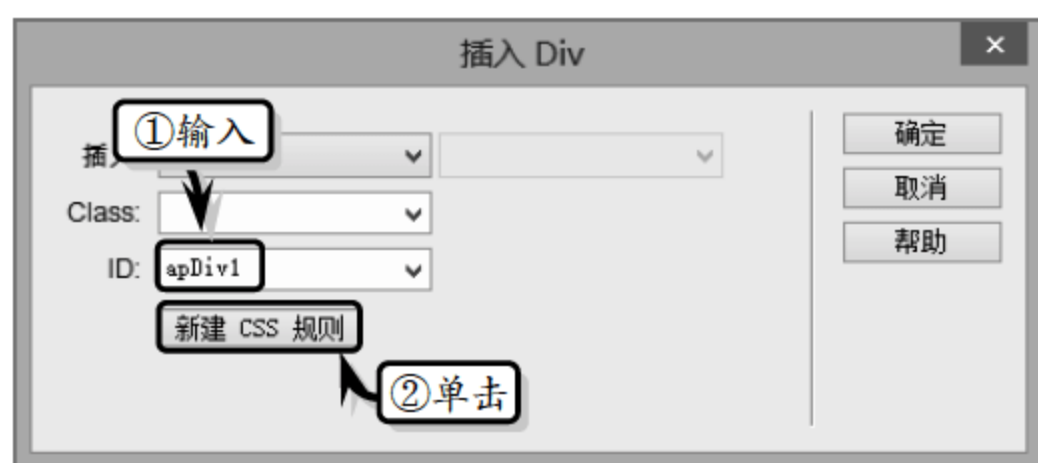 插入 Div
①输入
插
确定
Class:
取消
ID: apDiv1
帮助
新建 CSS 规则
②单击